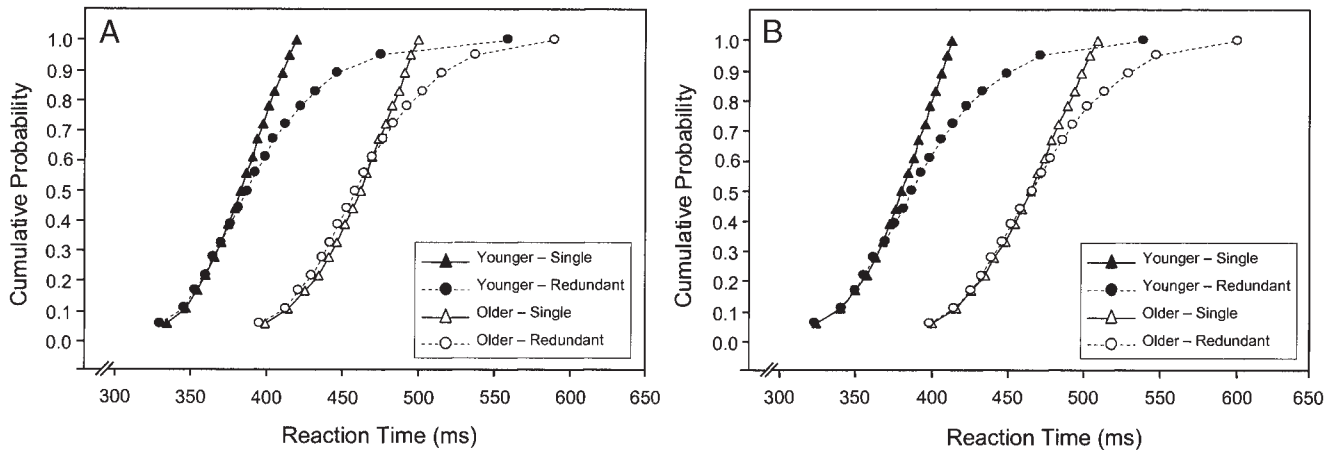 A
Cumulative Probability
1.0
0.9
0.8
0.7
0.6
0.5
0.4
0.3
0.2
0.1
0.0
Younger – Single
Younger – Redundant
Older – Single
Older – Redundant
300 350 400 450 500 550 600 650
Reaction Time (ms)
B
Cumulative Probability
1.0
0.9
0.8
0.7
0.6
0.5
0.4
0.3
0.2
0.1
0.0
Younger – Single
Younger – Redundant
Older – Single
Older – Redundant
300 350 400 450 500 550 600 650
Reaction Time (ms)